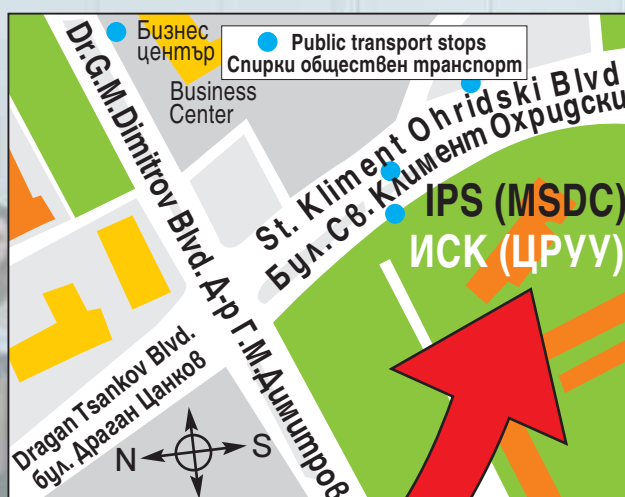 Бизнес
център
Business
Center
Public transport stops
Спирки обществен транспорт
Dr.G.M.Dimitrov Blvd. Д-р Г.М.Димитров
St. Kliment Ohridski Blvd
Бул.Св. Климент Охридски
IPS (MSDC)
ИСК (ЦРУУ)
Dragan Tsankov Blvd.
бул. Драган Цанков
N
S